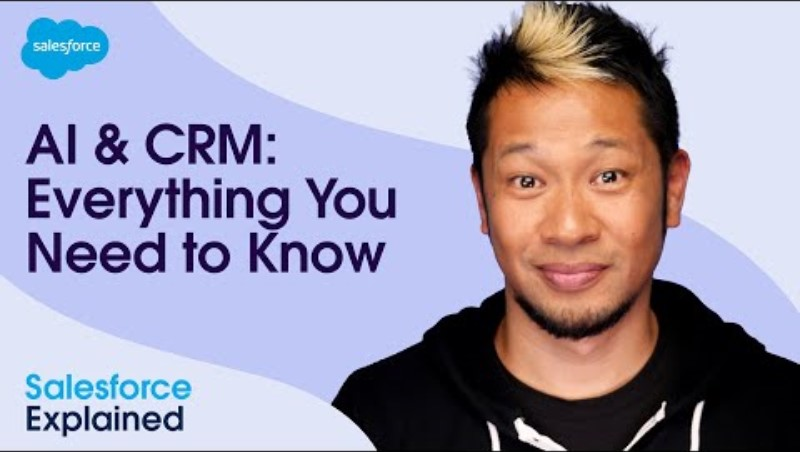 salesforce
AI & CRM:
Everything You
Need to Know
Salesforce
Explained